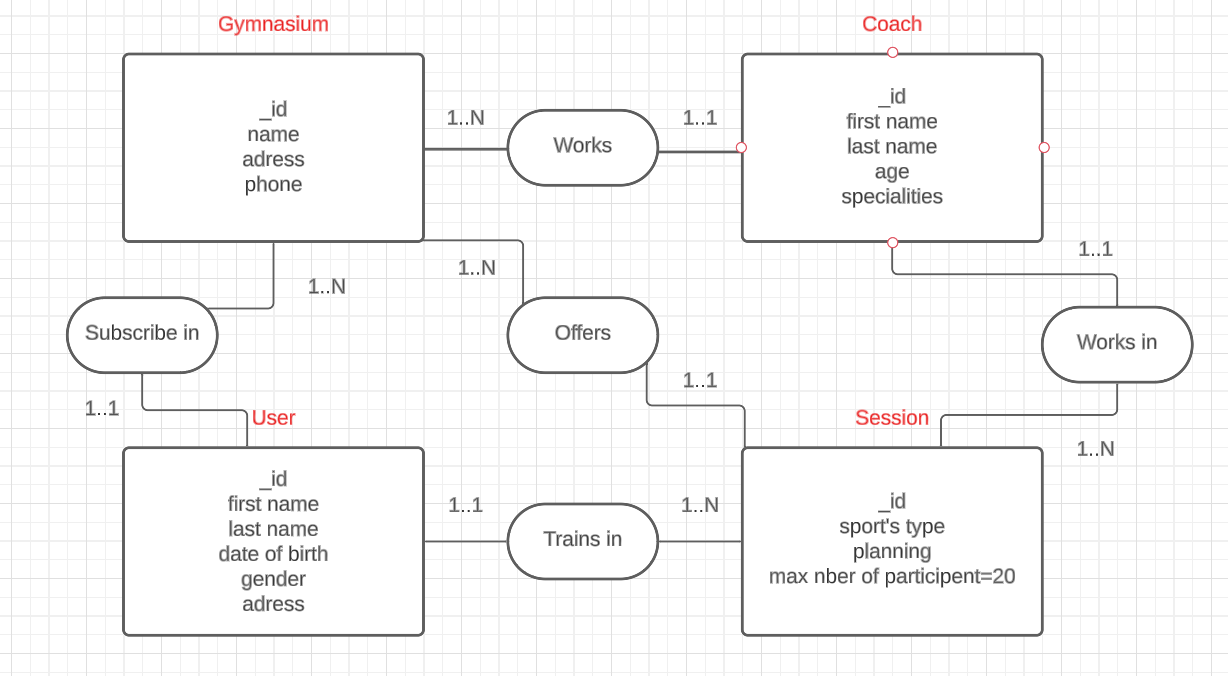 Gymnasium
_id
name
adress
phone
1..N
Works
1..1
Coach
_id
first name
last name
age
specialities
1..N
Subscribe in
1..1
1..N
Offers
1..1
1..1
Works in
1..N
User
_id
first name
last name
date of birth
gender
adress
1..1
Trains in
1..N
Session
_id
sport's type
planning
max nber of participent=20